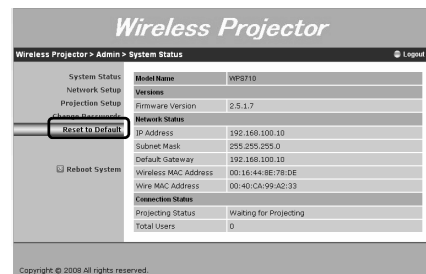 Wireless Projector
Wireless Projector > Admin > System Status
Logout
System Status
Network Setup
Projection Setup
Change Passwords
Reset to Default
Reboot System
Model Name WPS710
Versions
Firmware Version 2.5.1.7
Network Status
IP Address 192.168.100.10
Subnet Mask 255.255.255.0
Default Gateway 192.168.100.10
Wireless MAC Address 00:16:44:8E:78:DE
Wire MAC Address 00:40:CA:99:A2:33
Connection Status
Projecting Status Waiting for Projecting
Total Users 0
Copyright © 2008 All rights reserved.